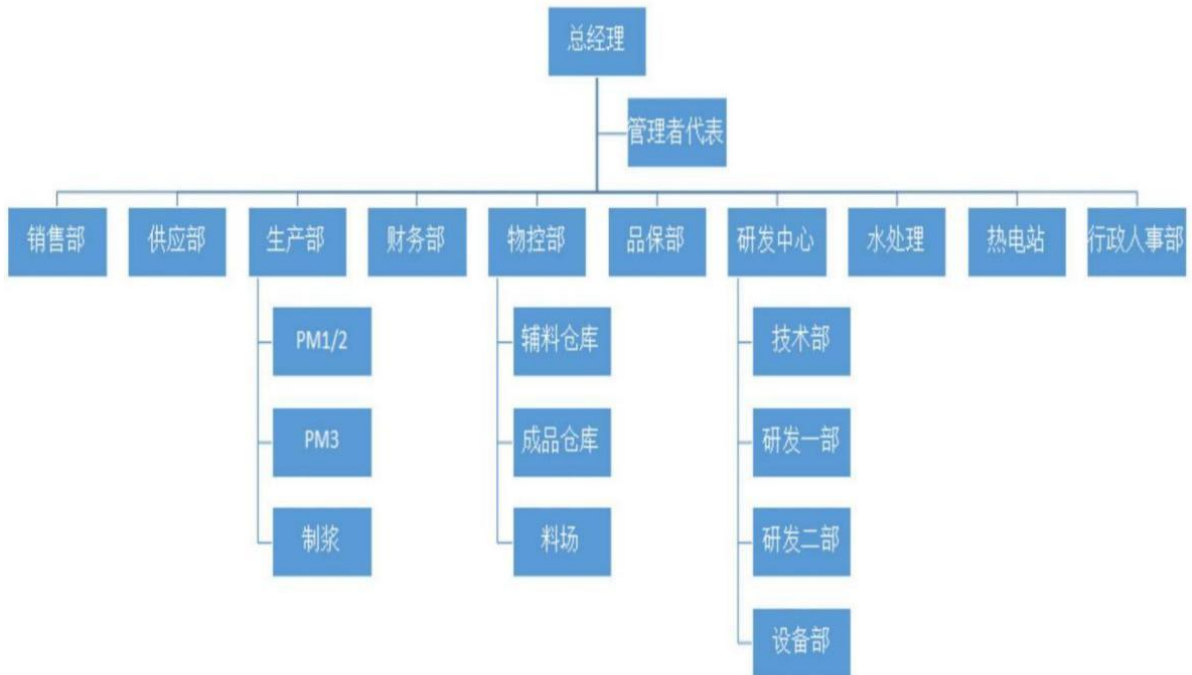 总经理
管理者代表
销售部
供应部
生产部
财务部
物控部
品保部
研发中心
水处理
热电站
行政人事部
PM1/2
辅料仓库
技术部
PM3
成品仓库
研发一部
制浆
料场
研发二部
设备部